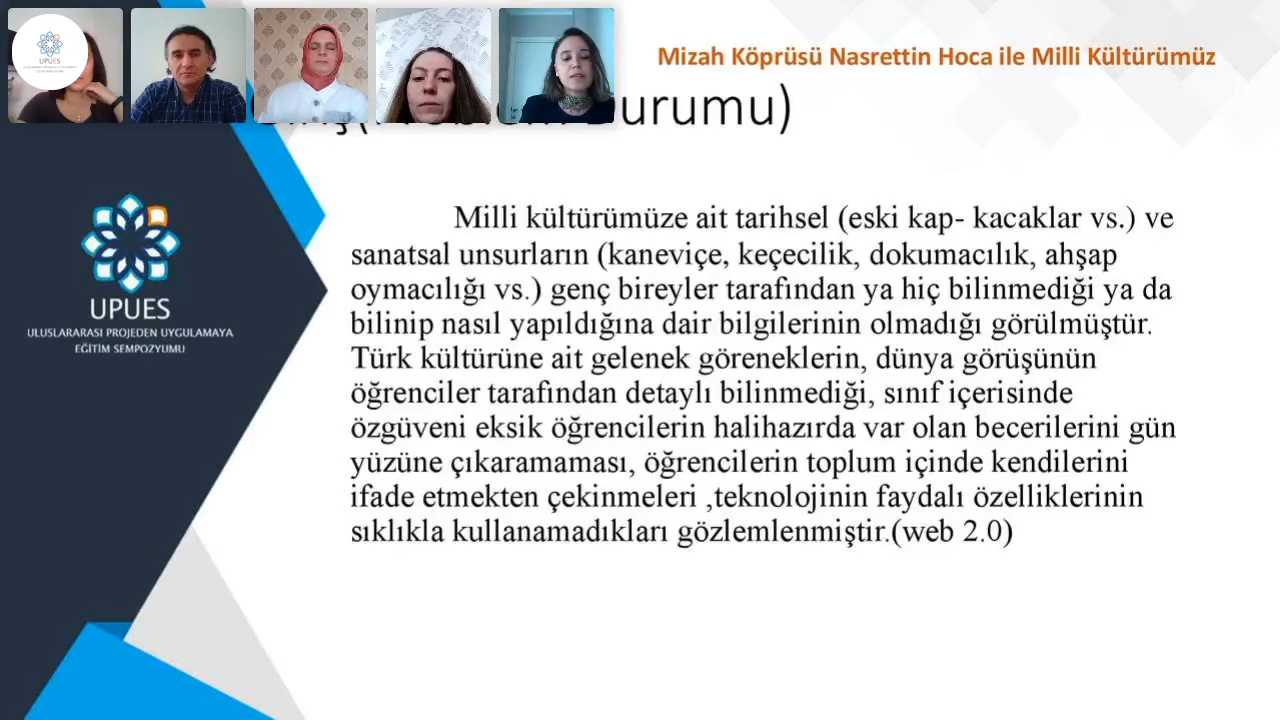 UPUES
Mizah Köprüsü Nasrettin Hoca ile Milli Kültürümüz
Durumu)
Milli kültürümüze ait tarihsel (eski kap- kacaklar vs.) ve
sanatsal unsurların (kaneviçe, keçecilik, dokumacılık, ahşap
oymacılığı vs.) genç bireyler tarafından ya hiç bilinmediği ya da
bilinip nasıl yapıldığına dair bilgilerinin olmadığı görülmüştür.
Türk kültürüne ait gelenek göreneklerin, dünya görüşünün
öğrenciler tarafından detaylı bilinmediği, sınıf içerisinde
özgüveni eksik öğrencilerin halihazırda var olan becerilerini gün
yüzüne çıkaramaması, öğrencilerin toplum içinde kendilerini
ifade etmekten çekinmeleri ,teknolojinin faydalı özelliklerinin
sıklıkla kullanamadıkları gözlemlenmiştir.(web 2.0)
UPUES
ULUSLARARASI PROJEDEN UYGULAMAYA
EĞİTİM SEMPOZYUMU